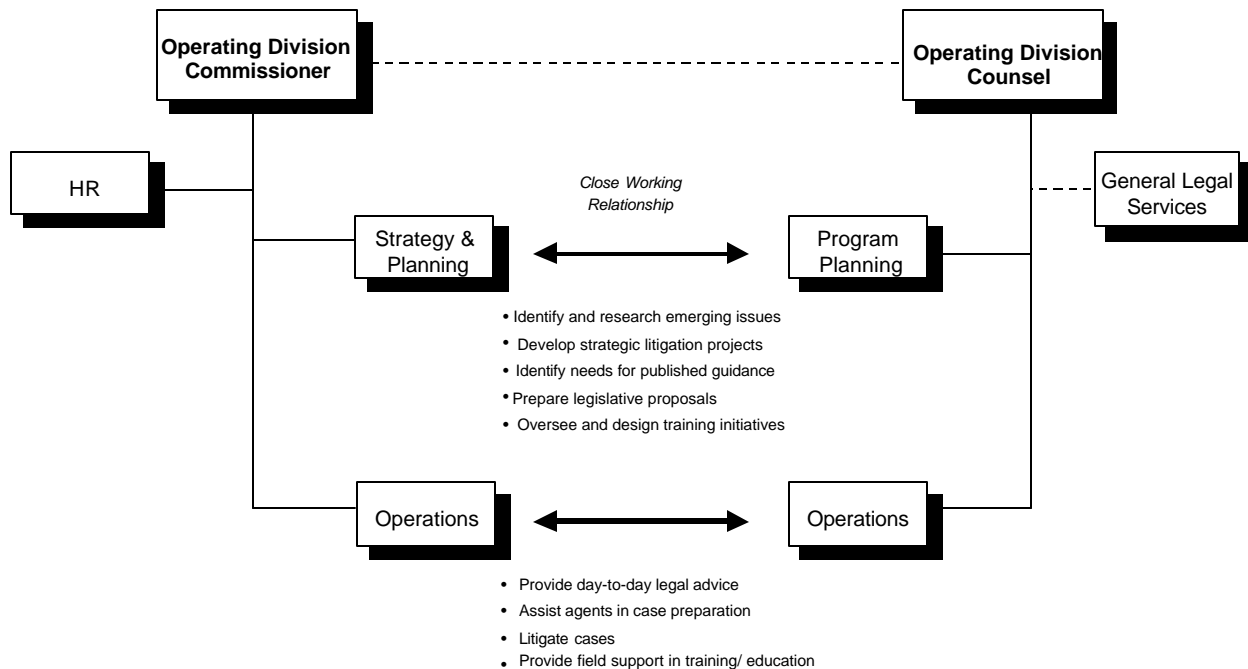 Operating Division
Commissioner
Operating Division
Counsel
HR
General Legal
Services
Close Working
Relationship
Strategy &
Planning
Program
Planning
• Identify and research emerging issues
• Develop strategic litigation projects
• Identify needs for published guidance
• Prepare legislative proposals
• Oversee and design training initiatives
Operations
Operations
• Provide day-to-day legal advice
• Assist agents in case preparation
• Litigate cases
• Provide field support in training/ education